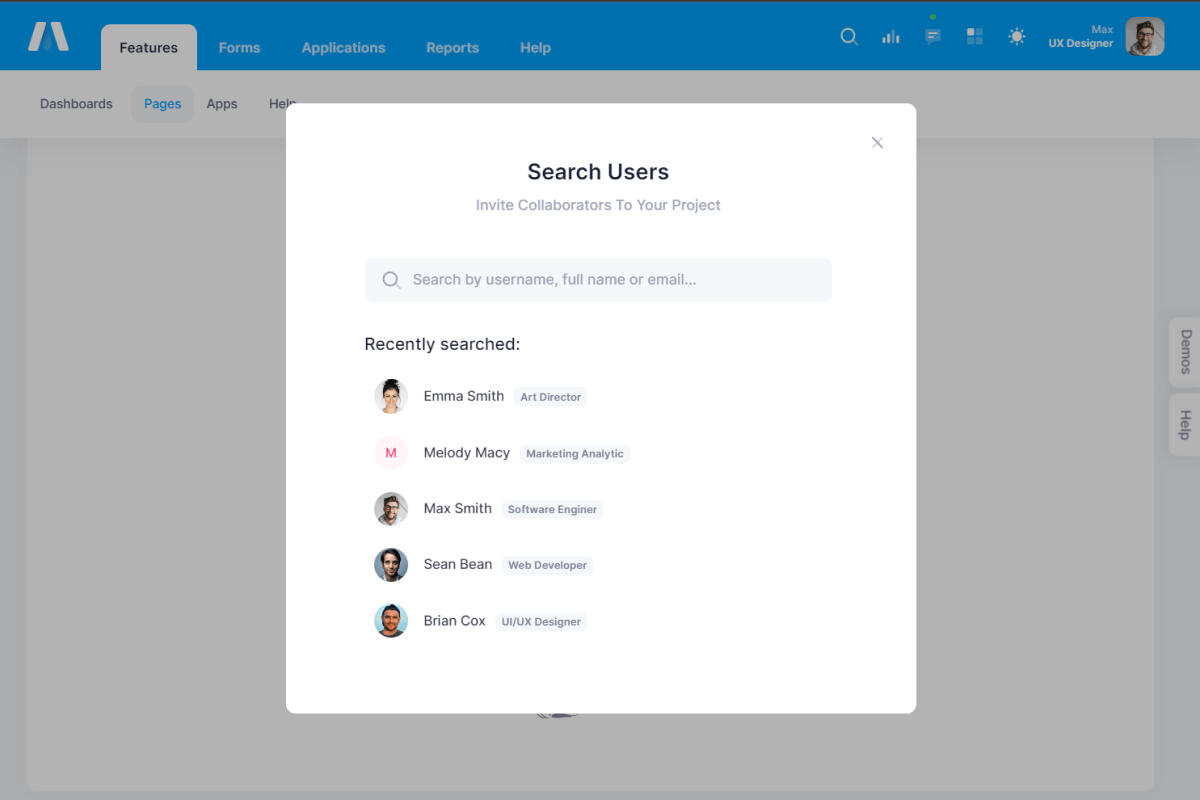 Features
Forms
Applications
Reports
Help
Max
UX Designer
Dashboards
Pages
Apps
Help
Search Users
Invite Collaborators To Your Project
Search by username, full name or email...
Recently searched:
Emma Smith Art Director
M Melody Macy Marketing Analytic
Max Smith Software Enginer
Sean Bean Web Developer
Brian Cox UI/UX Designer
Demos
Help